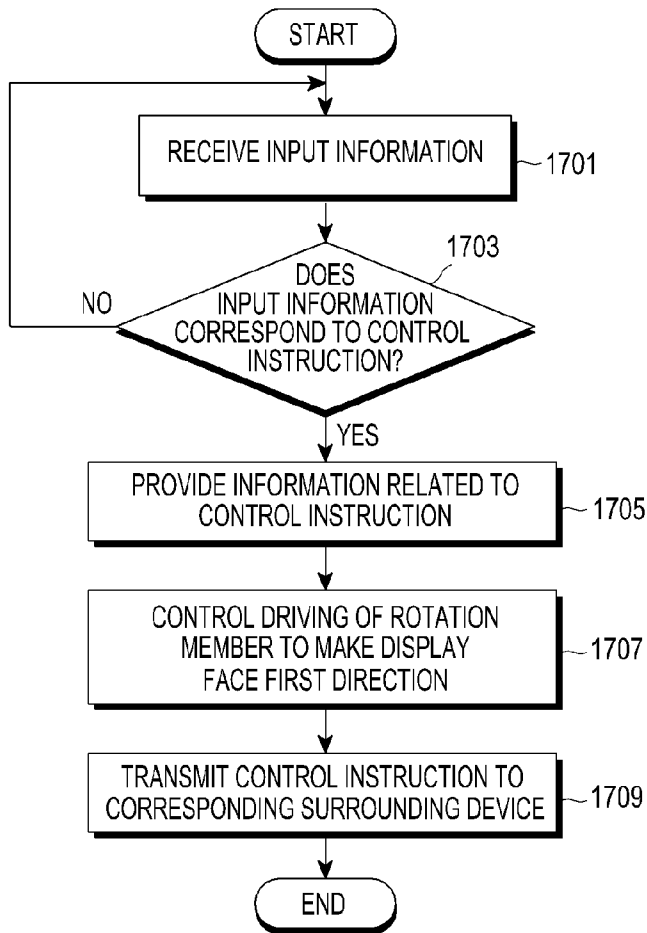 START
RECEIVE INPUT INFORMATION
1701
1703
DOES
INPUT INFORMATION
CORRESPOND TO CONTROL
INSTRUCTION?
NO
YES
PROVIDE INFORMATION RELATED TO
CONTROL INSTRUCTION
1705
CONTROL DRIVING OF ROTATION
MEMBER TO MAKE DISPLAY
FACE FIRST DIRECTION
1707
TRANSMIT CONTROL INSTRUCTION TO
CORRESPONDING SURROUNDING DEVICE
1709
END